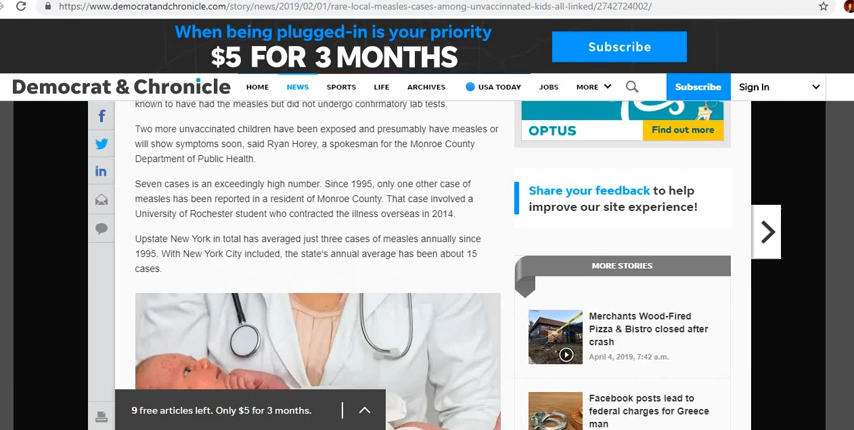 https://www.democratandchronicle.com/story/news/2019/02/01/rare-local-measles-cases-among-unvaccinnated-kids-all-linked/2742724002/
When being plugged-in is your priority
$5 FOR 3 MONTHS
Subscribe
Democrat & Chronicle
HOME NEWS SPORTS LIFE ARCHIVES USA TODAY JOBS MORE
Subscribe
Sign In
known to have had the measles but did not undergo confirmatory lab tests.
Two more unvaccinated children have been exposed and presumably have measles or
will show symptoms soon, said Ryan Horey, a spokesman for the Monroe County
Department of Public Health.
Seven cases is an exceedingly high number. Since 1995, only one other case of
measles has been reported in a resident of Monroe County. That case involved a
University of Rochester student who contracted the illness overseas in 2014.
Upstate New York in total has averaged just three cases of measles annually since
1995. With New York City included, the state's annual average has been about 15
cases.
9 free articles left. Only $5 for 3 months.
OPTUS
Find out more
Share your feedback to help
improve our site experience!
MORE STORIES
Merchants Wood-Fired
Pizza & Bistro closed after
crash
April 4, 2019, 7:42 a.m.
Facebook posts lead to
federal charges for Greece
man